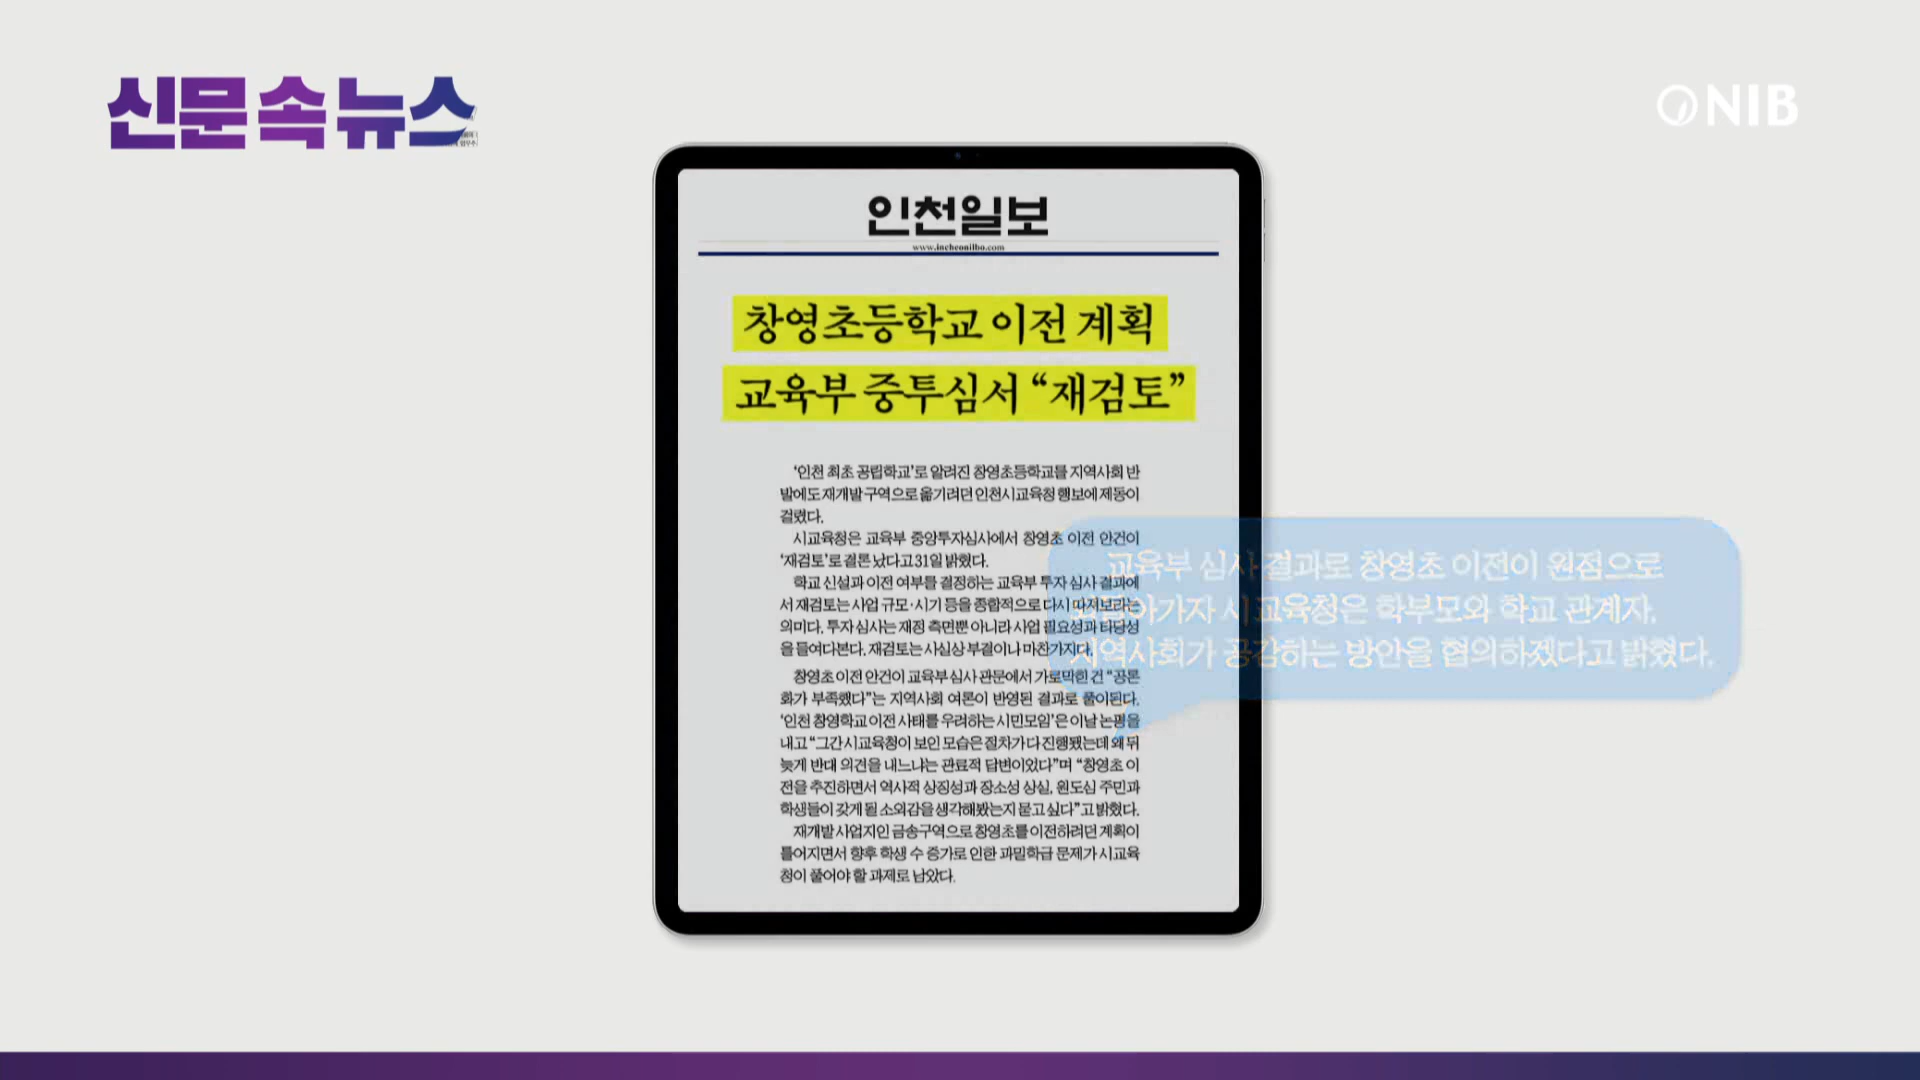 신문 속 뉴스
NIB
인천일보
www.incheonilbo.com
창영초등학교 이전 계획
교육부 중투심서 “재검토”
‘인천 최초 공립학교’로 알려진 창영초등학교를 지역사회 반
발에도 재개발 구역으로 옮기려던 인천시교육청 행보에 제동이
걸렸다.
시교육청은 교육부 중앙투자심사에서 창영초 이전 안건이
‘재검토’로 결론 났다고 31일 밝혔다.
학교 신설과 이전 여부를 결정하는 교육부 투자 심사 결과에
서 재검토는 사업 규모·시기 등을 종합적으로 다시 따져보라는
의미다. 투자 심사는 재정 측면뿐 아니라 사업 필요성과 타당성
을 들여다본다. 재검토는 사실상 부결이나 마찬가지다.
창영초 이전 안건이 교육부 심사 관문에서 가로막힌 건 “공론
화가 부족했다”는 지역사회 여론이 반영된 결과로 풀이된다.
‘인천 창영학교 이전 사태를 우려하는 시민모임’은 이날 논평을
내고 “그간 시교육청이 보인 모습은 절차가 다 진행됐는데 왜 뒤
늦게 반대 의견을 내느냐는 관료적 답변이었다”며 “창영초 이
전을 추진하면서 역사적 상징성과 장소성 상실, 원도심 주민과
학생들이 갖게 될 소외감을 생각해봤는지 묻고 싶다”고 밝혔다.
재개발 사업지인 금송구역으로 창영초를 이전하려던 계획이
틀어지면서 향후 학생 수 증가로 인한 과밀학급 문제가 시교육
청이 풀어야 할 과제로 남았다.
교육부 심사 결과로 창영초 이전이 원점으로
되돌아가자 시교육청은 학부모와 학교 관계자,
지역사회가 공감하는 방안을 협의하겠다고 밝혔다.